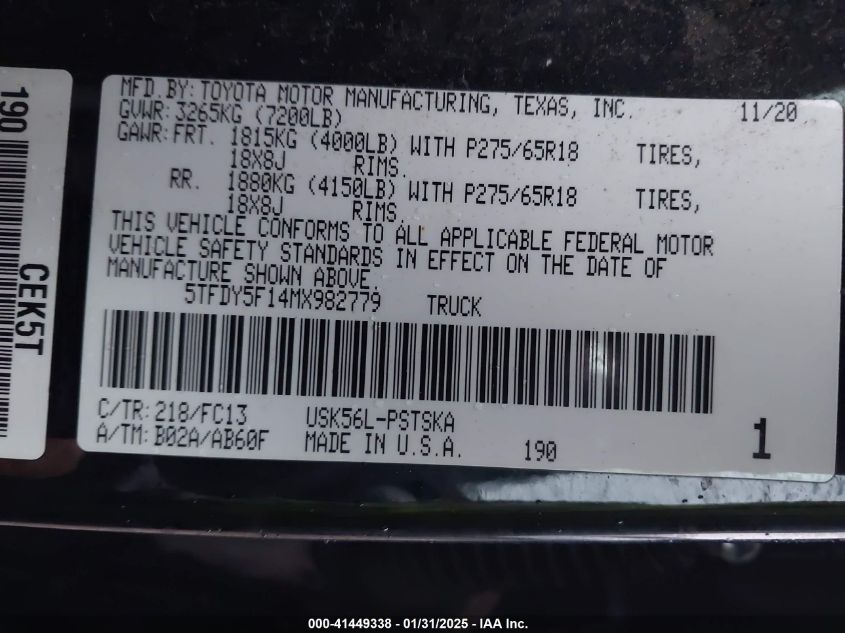 MFD.BY:TOYOTA MOTOR MANUFACTURING, TEXAS, INC. 11/20
GVWR:3265KG (7200LB)
GAWR:FRT. 1815KG (4000LB) WITH P275/65R18 TIRES,
18X8J RIMS.
RR. 1880KG (4150LB) WITH P275/65R18 TIRES,
18X8J RIMS.
THIS VEHICLE CONFORMS TO ALL APPLICABLE FEDERAL MOTOR
VEHICLE SAFETY STANDARDS IN EFFECT ON THE DATE OF
MANUFACTURE SHOWN ABOVE.
5TFDY5F14MX982779 TRUCK
C/TR:218/FC13 USK56L-PSTSKA
A/TM:B02A/AB60F MADE IN U.S.A. 190 1
190
CEK5T
000-41449338 - 01/31/2025 - IAA Inc.